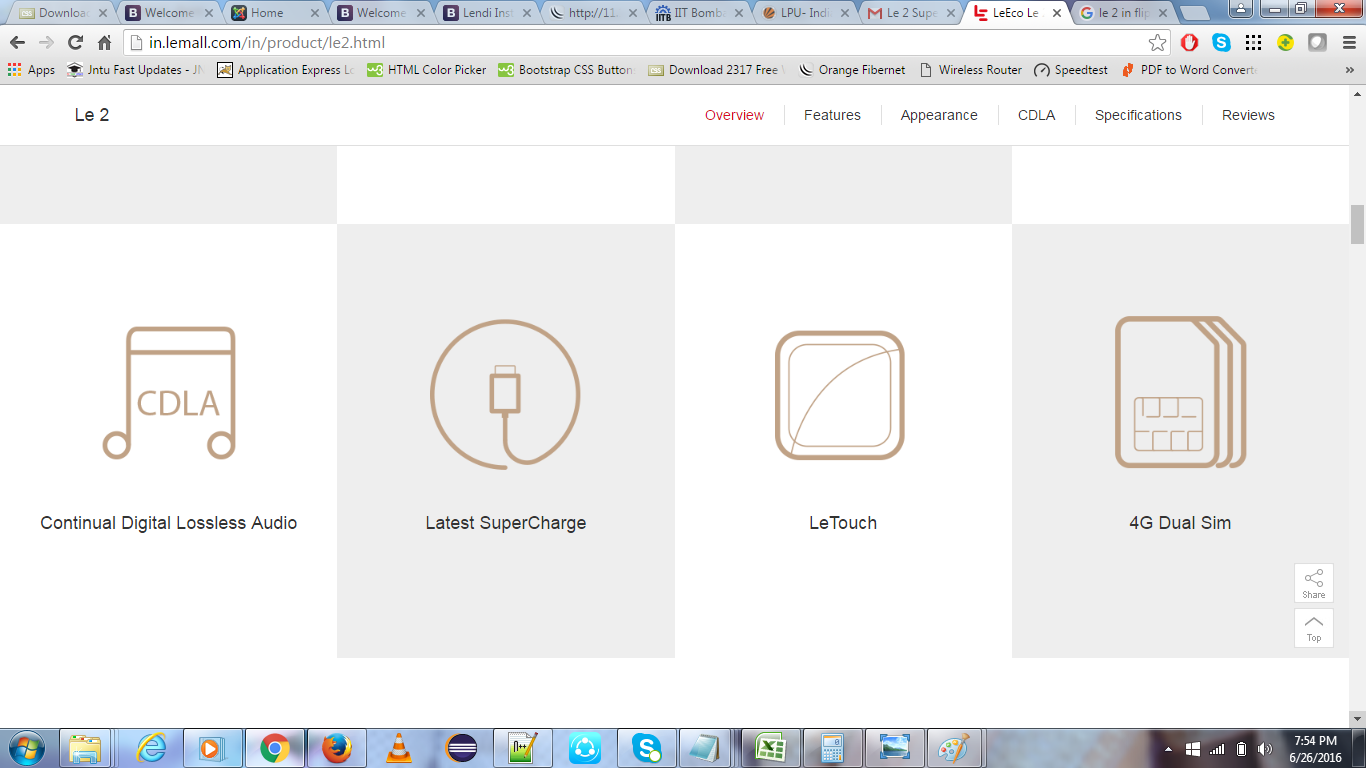 Download
Welcome
Home
Welcome
Lendi Inst
http://11
IIT Bomba
LPU- Indi
Le 2 Supe
LeEco Le
le 2 in flip
in.lemall.com/in/product/le2.html
Apps
Jntu Fast Updates - JN
Application Express Lo
HTML Color Picker
Bootstrap CSS Button
Download 2317 Free
Orange Fibernet
Wireless Router
Speedtest
PDF to Word Converte
Le 2
Overview
Features
Appearance
CDLA
Specifications
Reviews
CDLA
Continual Digital Lossless Audio
Latest SuperCharge
LeTouch
4G Dual Sim
Share
Top
7:54 PM
6/26/2016